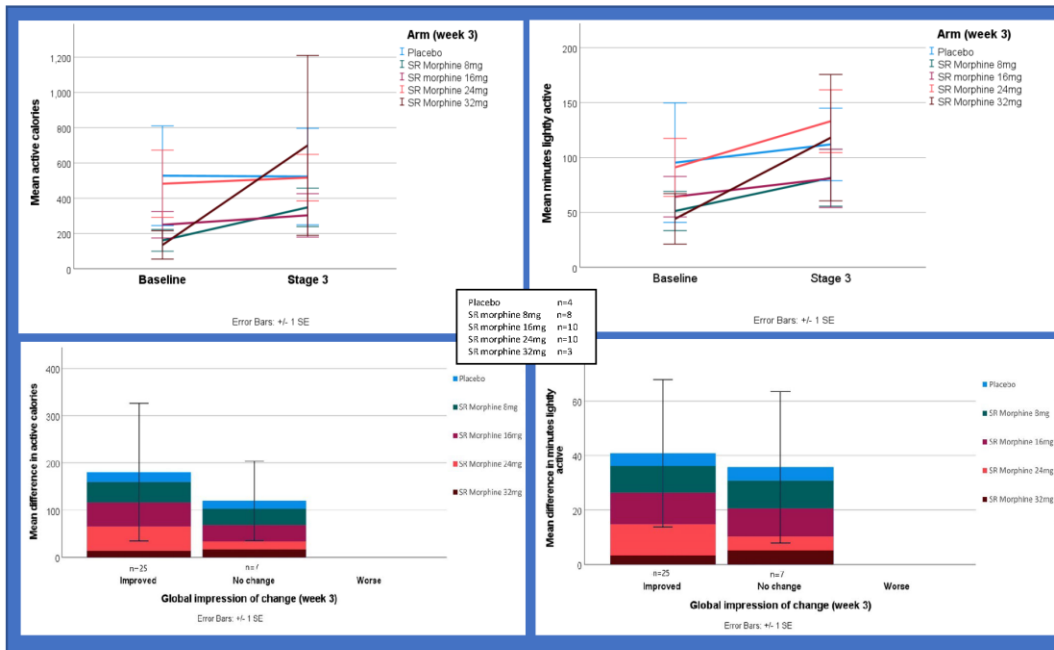 Arm (week 3)
Placebo
SR Morphine 8mg
SR morphine 16mg
SR Morphine 24mg
SR Morphine 32mg
Mean active calories
1,200
1,000
800
600
400
200
0
Baseline
Stage 3
Error Bars: +/- 1 SE
Arm (week 3)
Placebo
SR Morphine 8mg
SR morphine 16mg
SR Morphine 24mg
SR Morphine 32mg
Mean minutes lightly active
200
150
100
50
0
Baseline
Stage 3
Error Bars: +/- 1 SE
Placebo n=4
SR morphine 8mg n=8
SR morphine 16mg n=10
SR morphine 24mg n=10
SR morphine 32mg n=3
Mean difference in active calories
400
300
200
100
0
Placebo
SR Morphine 8mg
SR Morphine 16mg
SR Morphine 24mg
SR Morphine 32mg
n=25
n=7
Improved
No change
Worse
Global impression of change (week 3)
Error Bars: +/- 1 SE
Mean difference in minutes lightly
active
60
40
20
0
Placebo
SR Morphine 8mg
SR Morphine 16mg
SR Morphine 24mg
SR Morphine 32mg
n=25
n=7
Improved
No change
Worse
Global impression of change (week 3)
Error Bars: +/- 1 SE